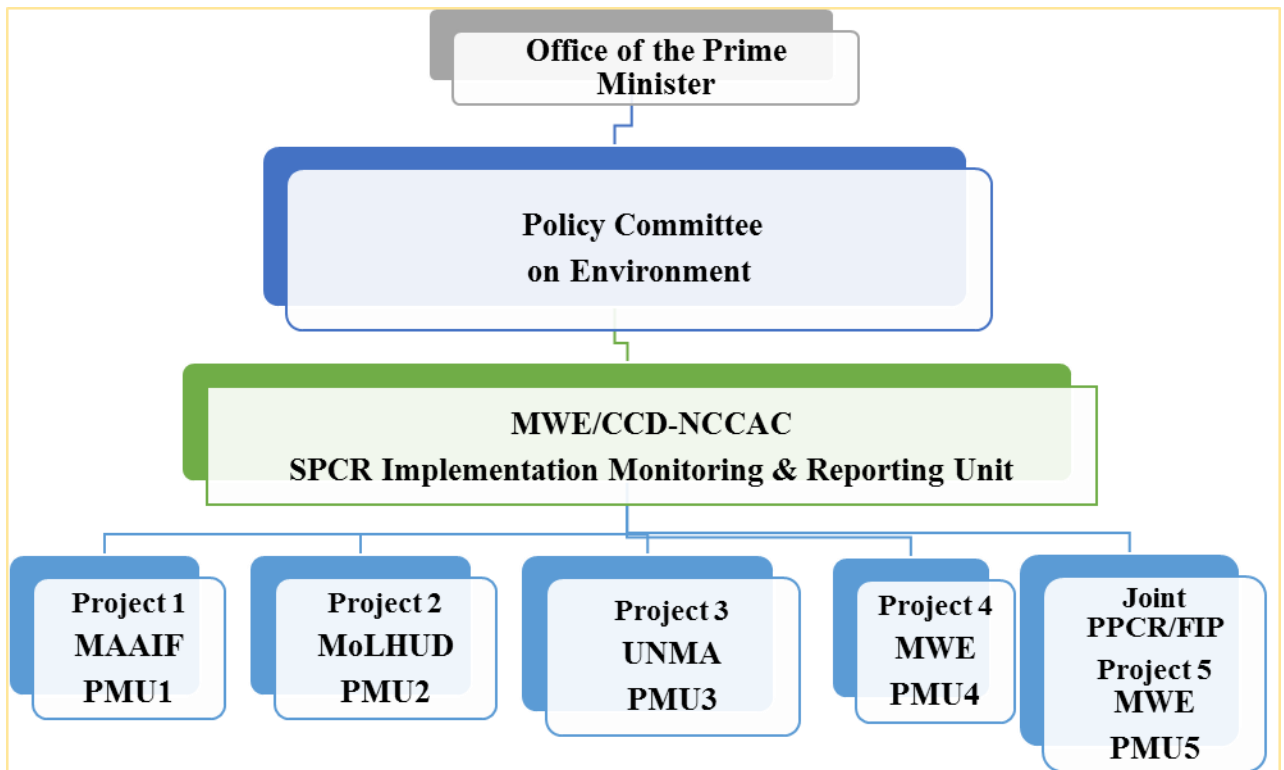 Office of the Prime
Minister
Policy Committee
on Environment
MWE/CCD-NCCAC
SPCR Implementation Monitoring & Reporting Unit
Project 1
MAAIF
PMU1
Project 2
MoLHUD
PMU2
Project 3
UNMA
PMU3
Project 4
MWE
PMU4
Joint
PPCR/FIP
Project 5
MWE
PMU5